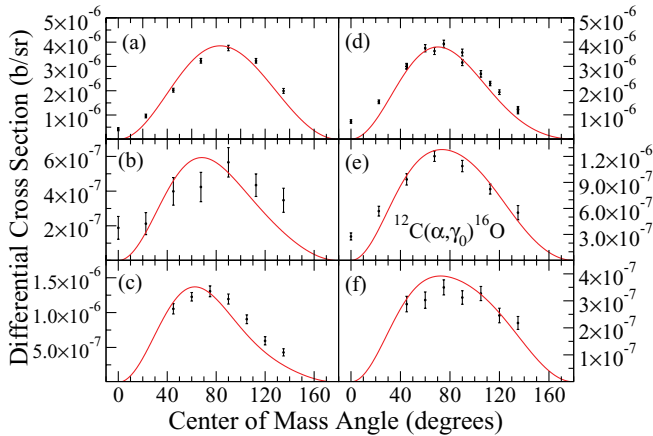 5×10⁻⁶
4×10⁻⁶
3×10⁻⁶
2×10⁻⁶
1×10⁻⁶
(a)
(d)
5×10⁻⁶
4×10⁻⁶
3×10⁻⁶
2×10⁻⁶
1×10⁻⁶
6×10⁻⁷
4×10⁻⁷
2×10⁻⁷
(b)
(e)
¹²C(α,γ₀)¹⁶O
1.2×10⁻⁶
9.0×10⁻⁷
6.0×10⁻⁷
3.0×10⁻⁷
1.5×10⁻⁶
1.0×10⁻⁶
5.0×10⁻⁷
(c)
(f)
4×10⁻⁷
3×10⁻⁷
2×10⁻⁷
1×10⁻⁷
0 40 80 120 160 0 40 80 120 160
Differential Cross Section (b/sr)
Center of Mass Angle (degrees)